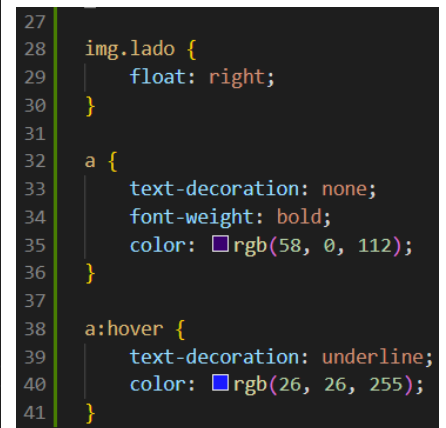 27
28 img.lado {
29     float: right;
30 }
31
32 a {
33     text-decoration: none;
34     font-weight: bold;
35     color: rgb(58, 0, 112);
36 }
37
38 a:hover {
39     text-decoration: underline;
40     color: rgb(26, 26, 255);
41 }